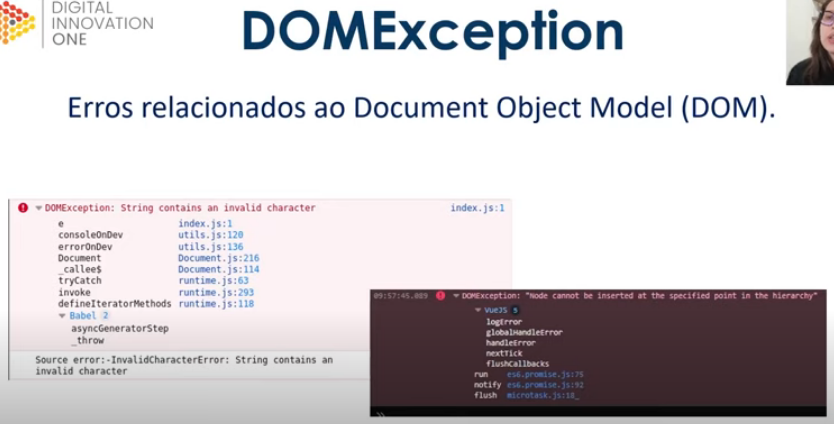 DIGITAL
INNOVATION
ONE
DOMException
Erros relacionados ao Document Object Model (DOM).
DOMException: String contains an invalid character index.js:1
e index.js:1
consoleOnDev utils.js:120
errorOnDev utils.js:136
Document Document.js:216
_callee$ Document.js:114
tryCatch runtime.js:63
invoke runtime.js:293
defineIteratorMethods runtime.js:118
Babel 2
asyncGeneratorStep
_throw
Source error:-InvalidCharacterError: String contains an
invalid character
09:57:45.089 DOMException: "Node cannot be inserted at the specified point in the hierarchy"
VueJS 5
logError
globalHandleError
handleError
nextTick
flushCallbacks
run es6.promise.js:75
notify es6.promise.js:92
flush microtask.js:18_